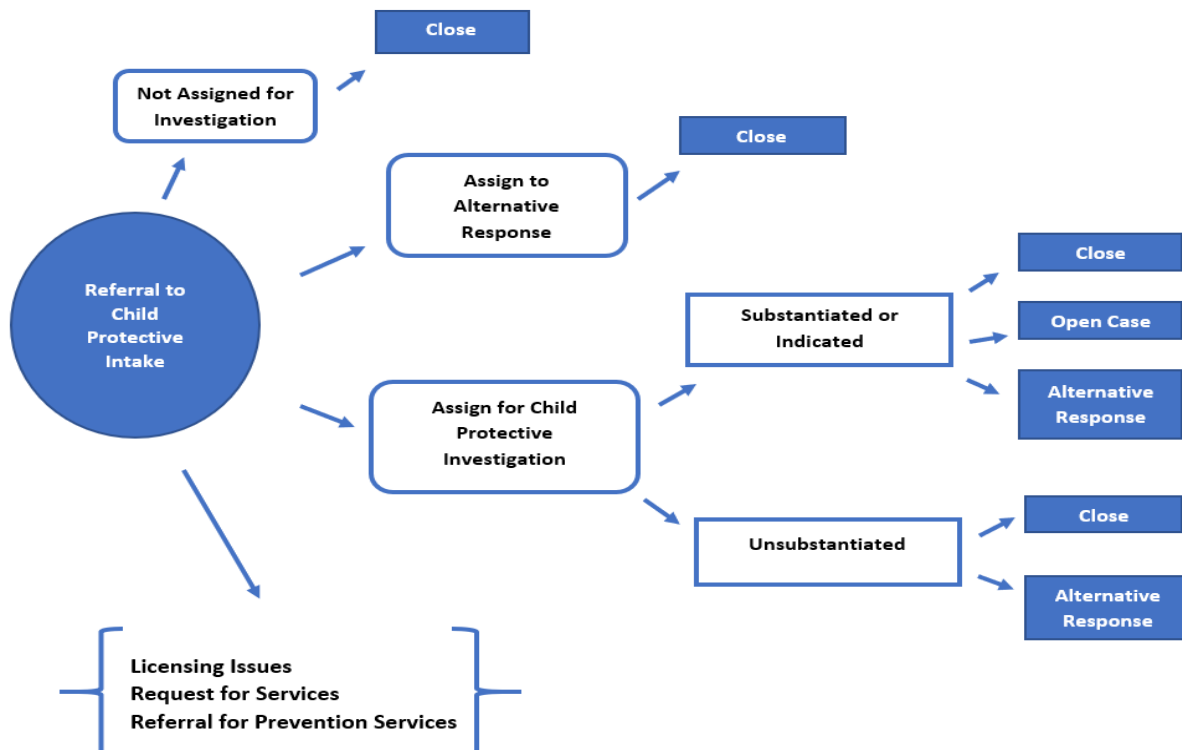 Close
Not Assigned for
Investigation
Close
Assign to
Alternative
Response
Referral to
Child
Protective
Intake
Close
Substantiated or
Indicated
Open Case
Alternative
Response
Assign for Child
Protective
Investigation
Close
Unsubstantiated
Alternative
Response
Licensing Issues
Request for Services
Referral for Prevention Services